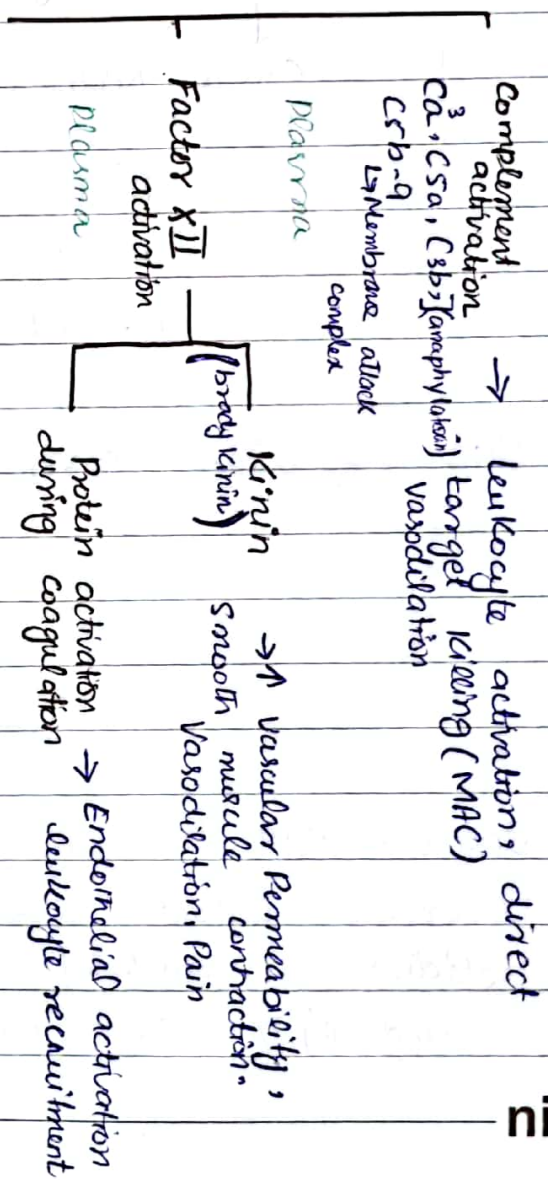 Complement activation → leukocyte activation, direct
Ca³, C5a, C3b,](anaphylatoxin) target killing (MAC)
C5b-9 vasodilation
↳ Membrane attack
complex
Plasma
Kinin → ↑ Vascular Permeability,
(bradykinin) smooth muscule contraction.
Vasodilation, Pain
Factor XII
activation
Plasma
Protein activation → Endothelial activation
during coagulation leukocyte recruitment
ni